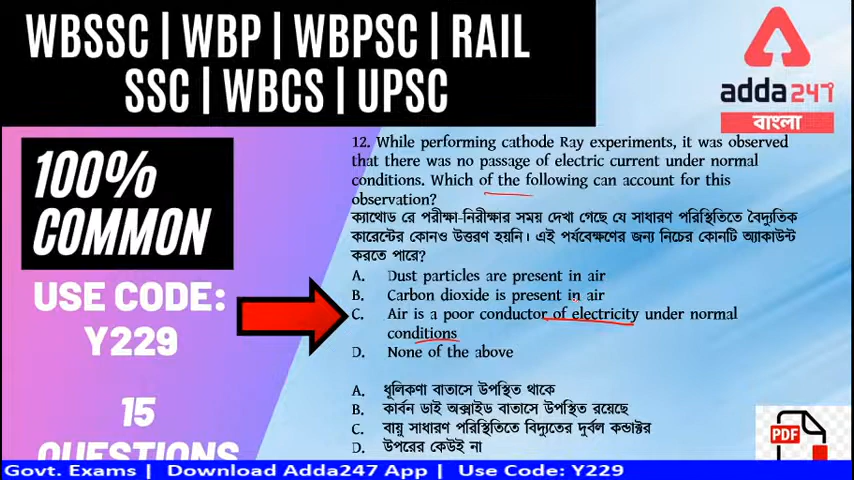 WBSSC | WBP | WBPSC | RAIL
SSC | WBCS | UPSC
adda247
বাংলা
100%
COMMON
USE CODE:
Y229
15
QUESTIONS
12. While performing cathode Ray experiments, it was observed
that there was no passage of electric current under normal
conditions. Which of the following can account for this
observation?
ক্যাথোড রে পরীক্ষা-নিরীক্ষার সময় দেখা গেছে যে সাধারণ পরিস্থিতিতে বৈদ্যুতিক
কারেন্টের কোনও উত্তরণ হয়নি। এই পর্যবেক্ষণের জন্য নিচের কোনটি অ্যাকাউন্ট
করতে পারে?
A. Dust particles are present in air
B. Carbon dioxide is present in air
C. Air is a poor conductor of electricity under normal
conditions
D. None of the above
A. ধূলিকণা বাতাসে উপস্থিত থাকে
B. কার্বন ডাই অক্সাইড বাতাসে উপস্থিত রয়েছে
C. বায়ু সাধারণ পরিস্থিতিতে বিদ্যুতের দুর্বল কন্ডাক্টর
D. উপরের কেউই না
PDF
Govt. Exams | Download Adda247 App | Use Code: Y229